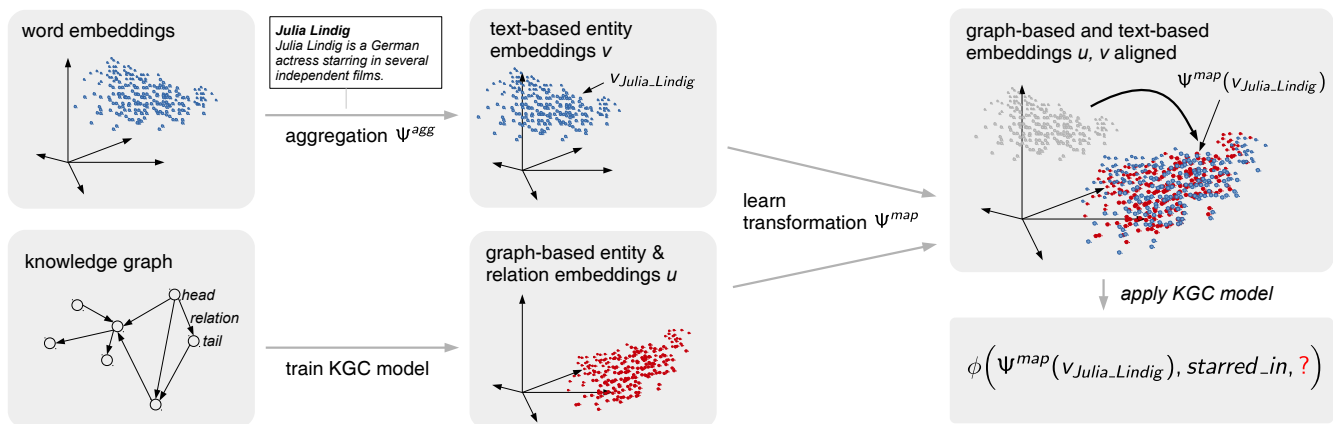 word embeddings
Julia Lindig
Julia Lindig is a German
actress starring in several
independent films.
aggregation Ψ^agg
text-based entity
embeddings v
v_Julia_Lindig
knowledge graph
head
relation
tail
train KGC model
graph-based entity &
relation embeddings u
learn
transformation Ψ^map
graph-based and text-based
embeddings u, v aligned
Ψ^map(v_Julia_Lindig)
apply KGC model
ϕ(Ψ^map(v_Julia_Lindig), starred_in, ?)